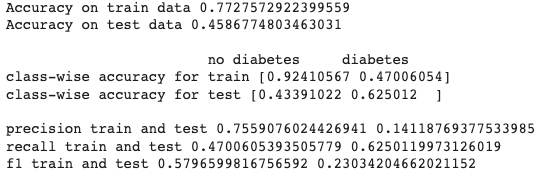 Accuracy on train data 0.7727572922399559
Accuracy on test data 0.4586774803463031
no diabetes diabetes
class-wise accuracy for train [0.92410567 0.47006054]
class-wise accuracy for test [0.43391022 0.625012 ]
precision train and test 0.7559076024426941 0.14118769377533985
recall train and test 0.4700605393505779 0.6250119973126019
f1 train and test 0.5796599816756592 0.23034204662021152